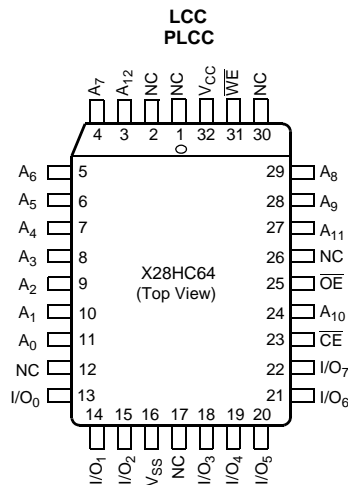 LCC
PLCC
A7 A12 NC NC VCC WE NC
4 3 2 1 32 31 30
A6 5 29 A8
A5 6 28 A9
A4 7 27 A11
A3 8 26 NC
A2 9 25 OE
A1 10 24 A10
A0 11 23 CE
NC 12 22 I/O7
I/O0 13 21 I/O6
X28HC64
(Top View)
14 15 16 17 18 19 20
I/O1 I/O2 VSS NC I/O3 I/O4 I/O5